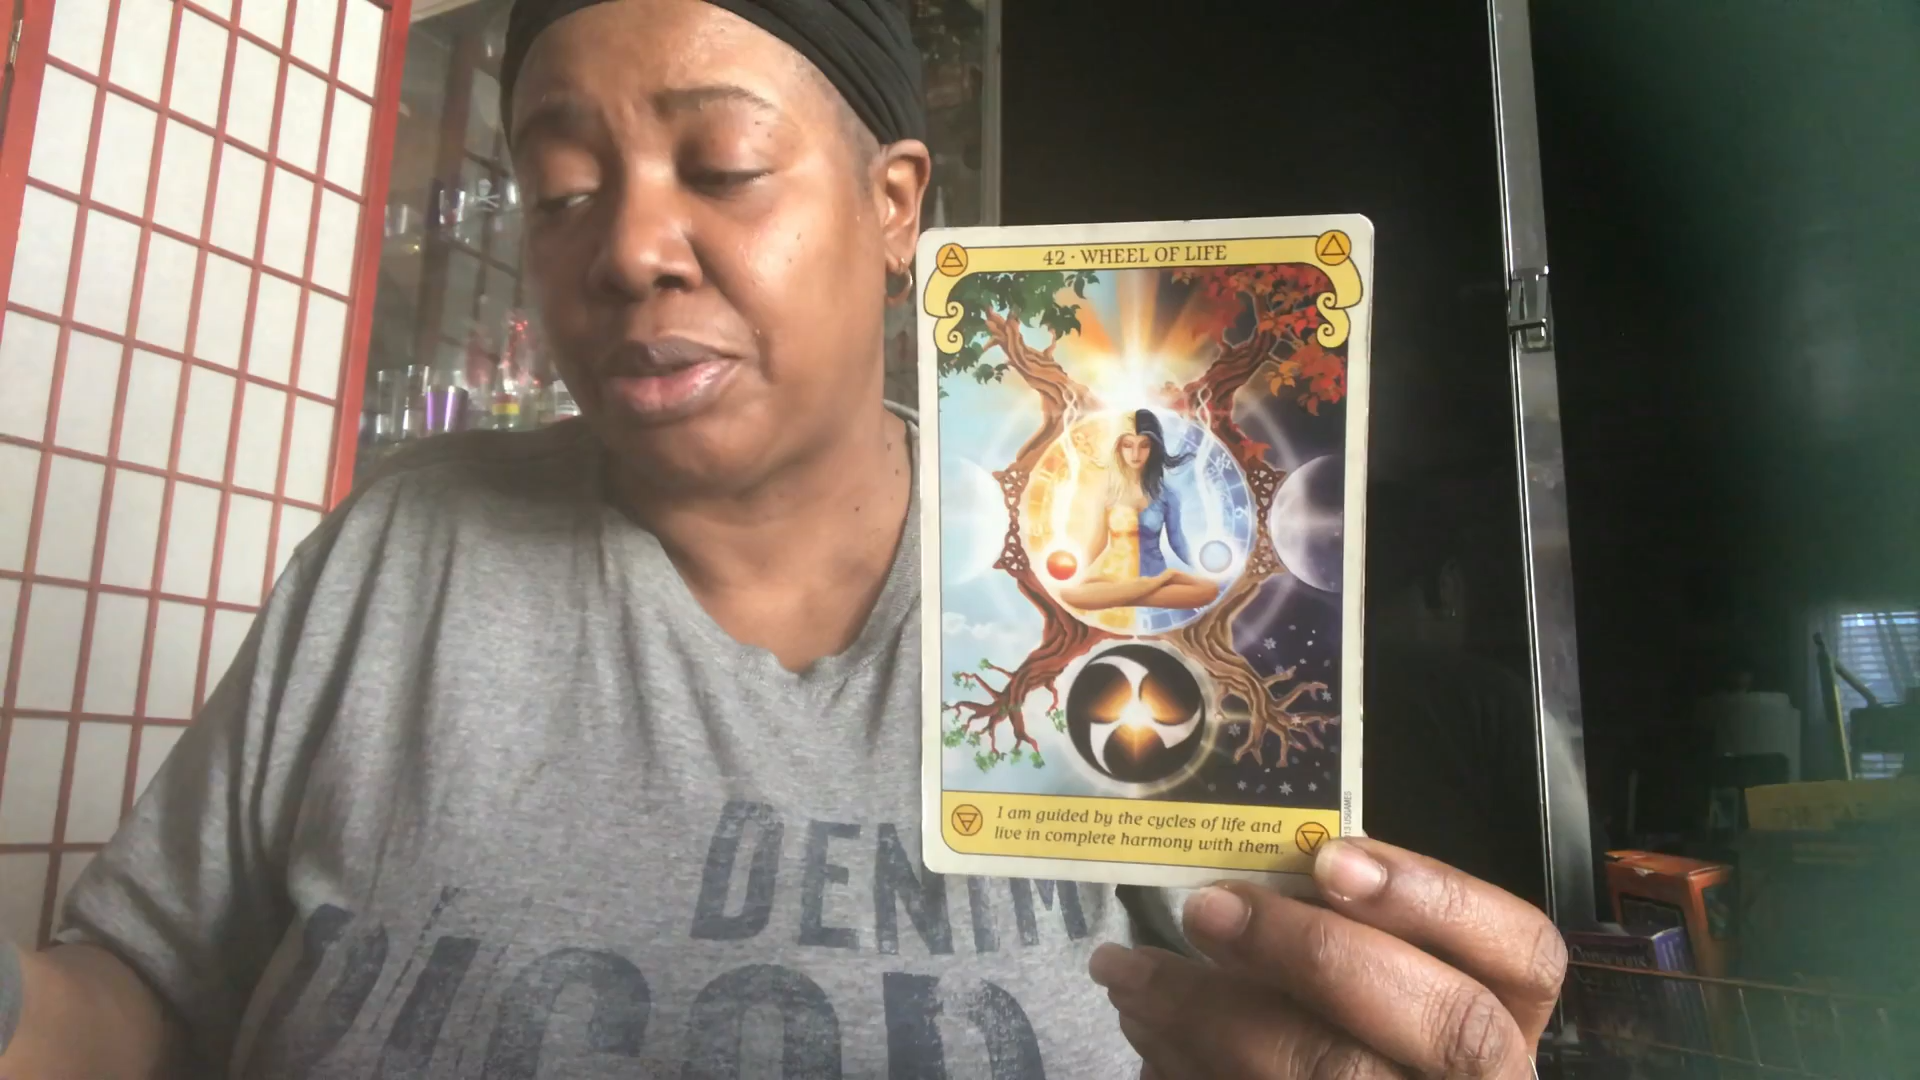 42 · WHEEL OF LIFE
I am guided by the cycles of life and
live in complete harmony with them.
DENIM